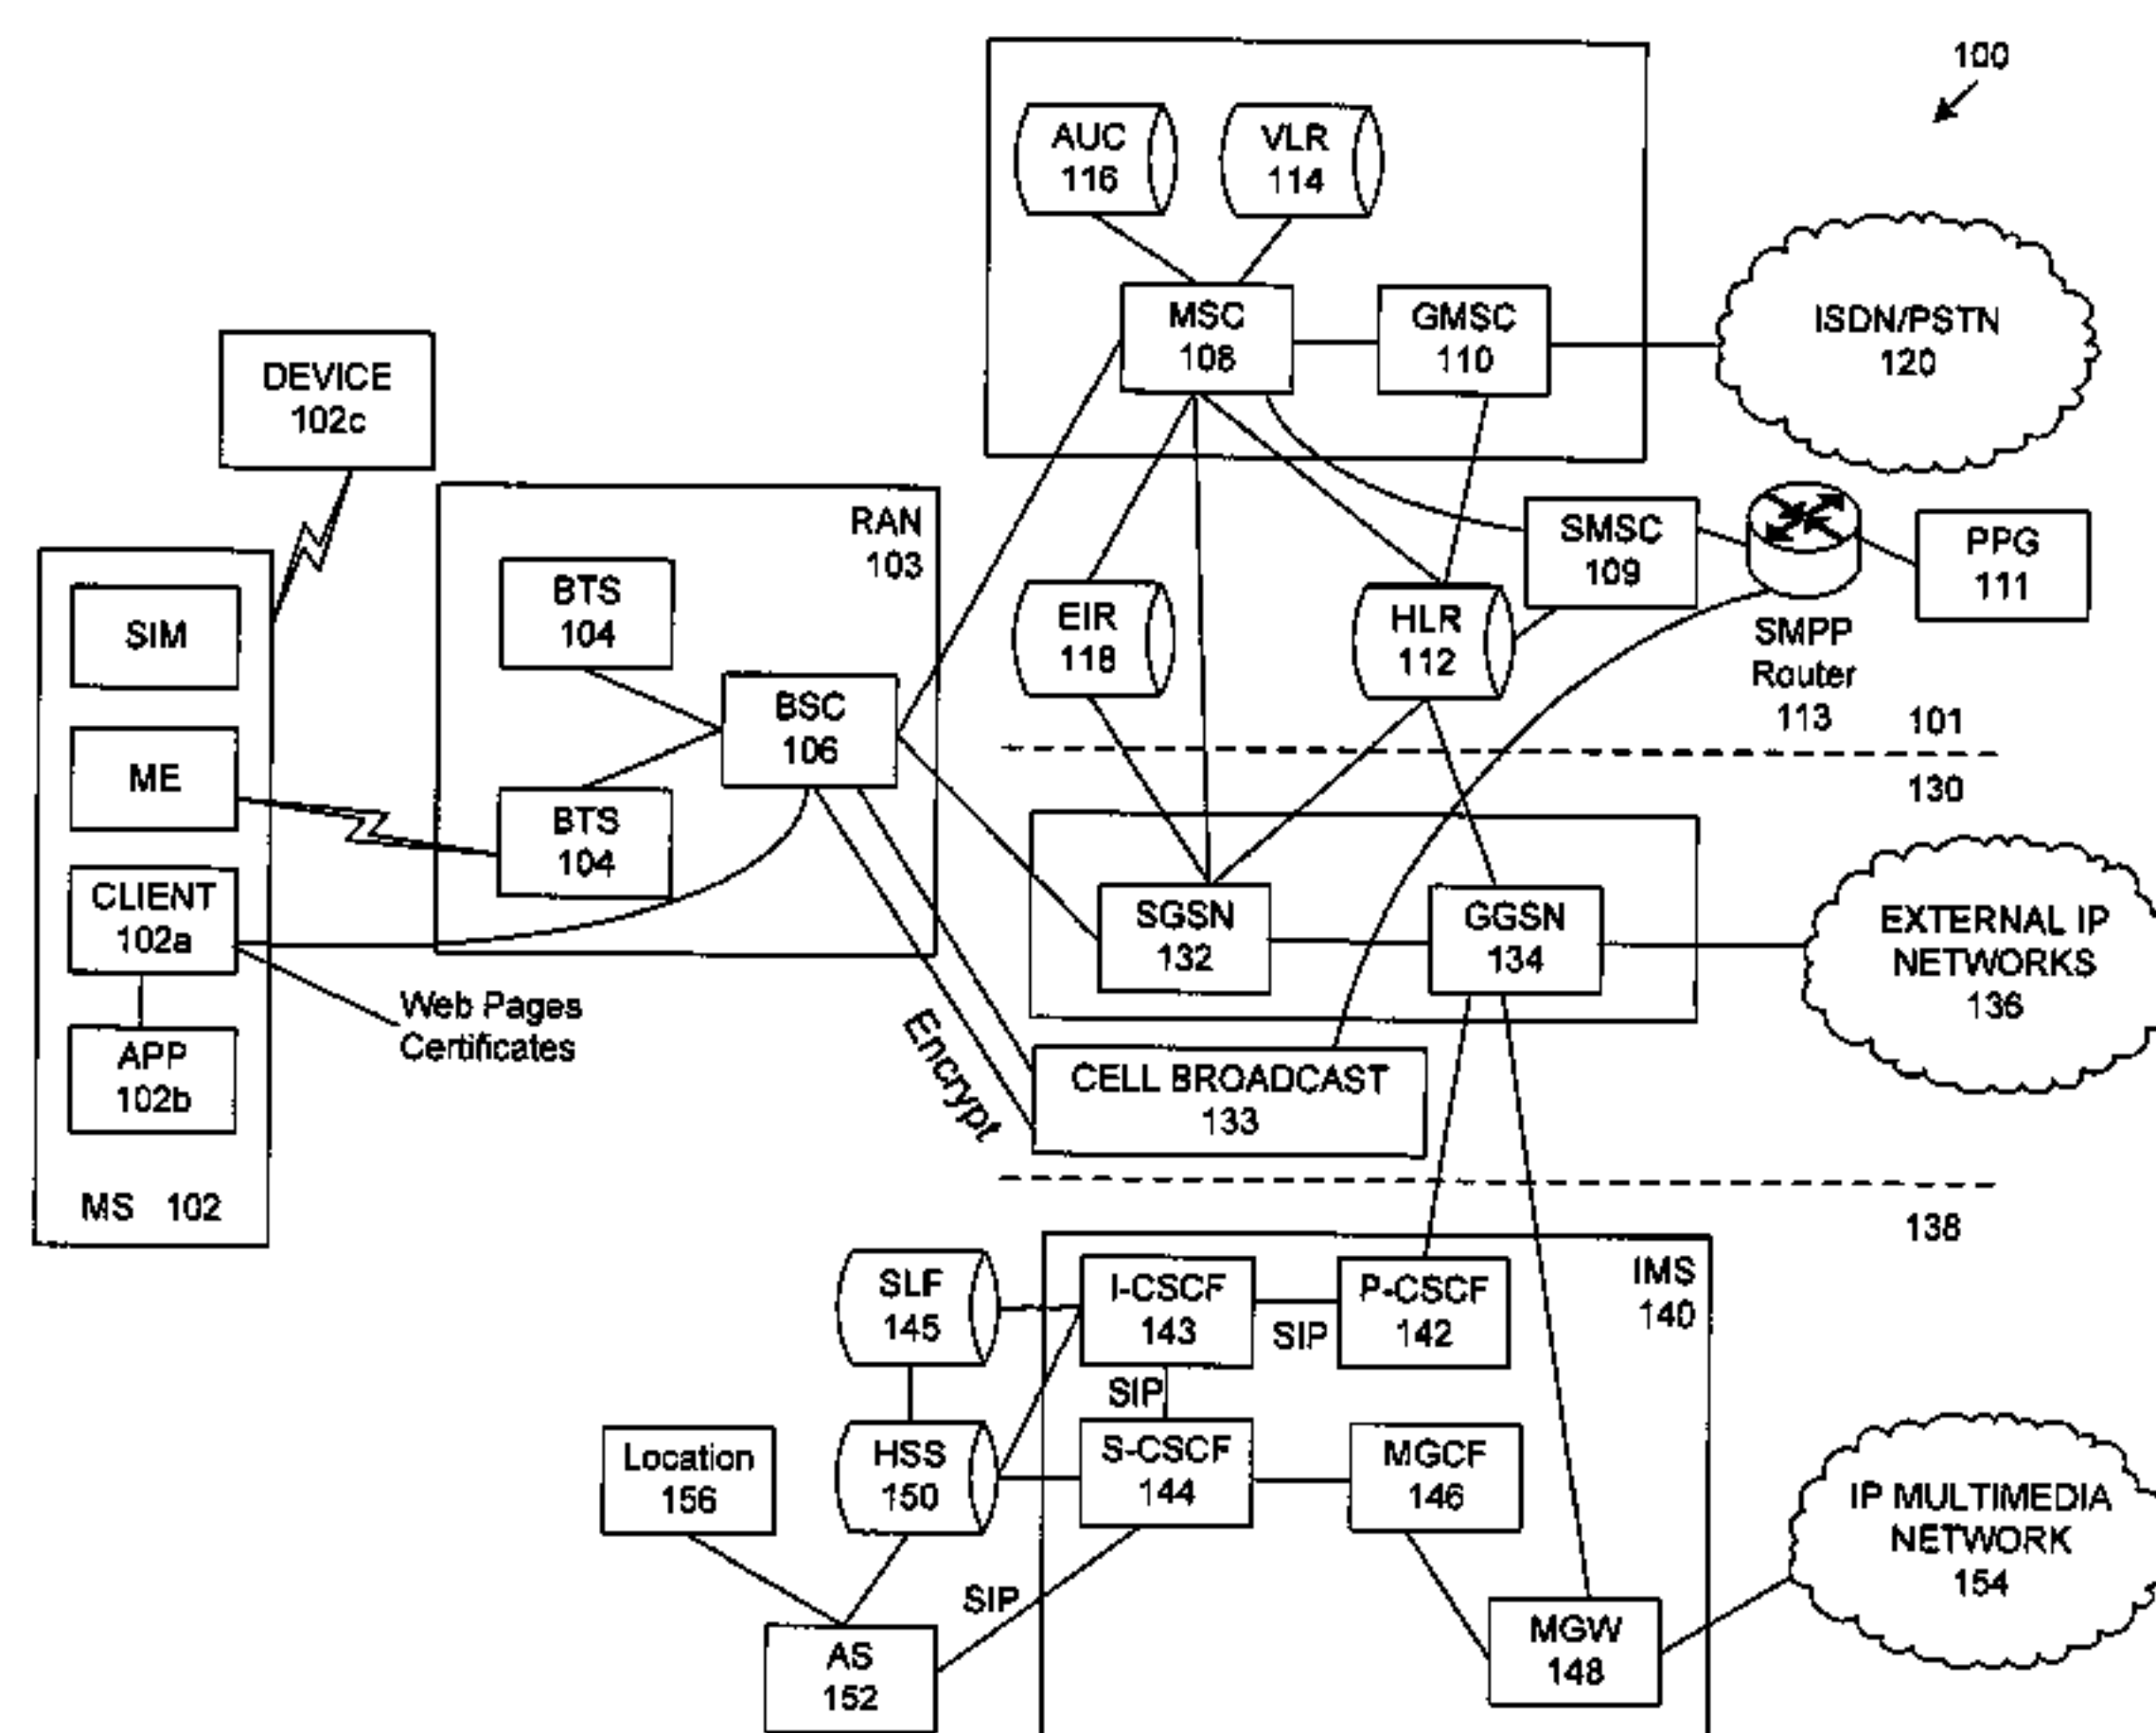 100
AUC
116
VLR
114
MSC
108
GMSC
110
ISDN/PSTN
120
DEVICE
102c
RAN
103
SMSC
109
PPG
111
SMPP
Router
113
SIM
BTS
104
EIR
118
HLR
112
BSC
106
101
130
ME
BTS
104
CLIENT
102a
SGSN
132
GGSN
134
EXTERNAL IP
NETWORKS
136
Web Pages
Certificates
APP
102b
Encrypt
CELL BROADCAST
133
MS 102
138
SLF
145
I-CSCF
143
SIP
P-CSCF
142
IMS
140
SIP
Location
156
HSS
150
S-CSCF
144
MGCF
146
IP MULTIMEDIA
NETWORK
154
SIP
AS
152
MGW
148